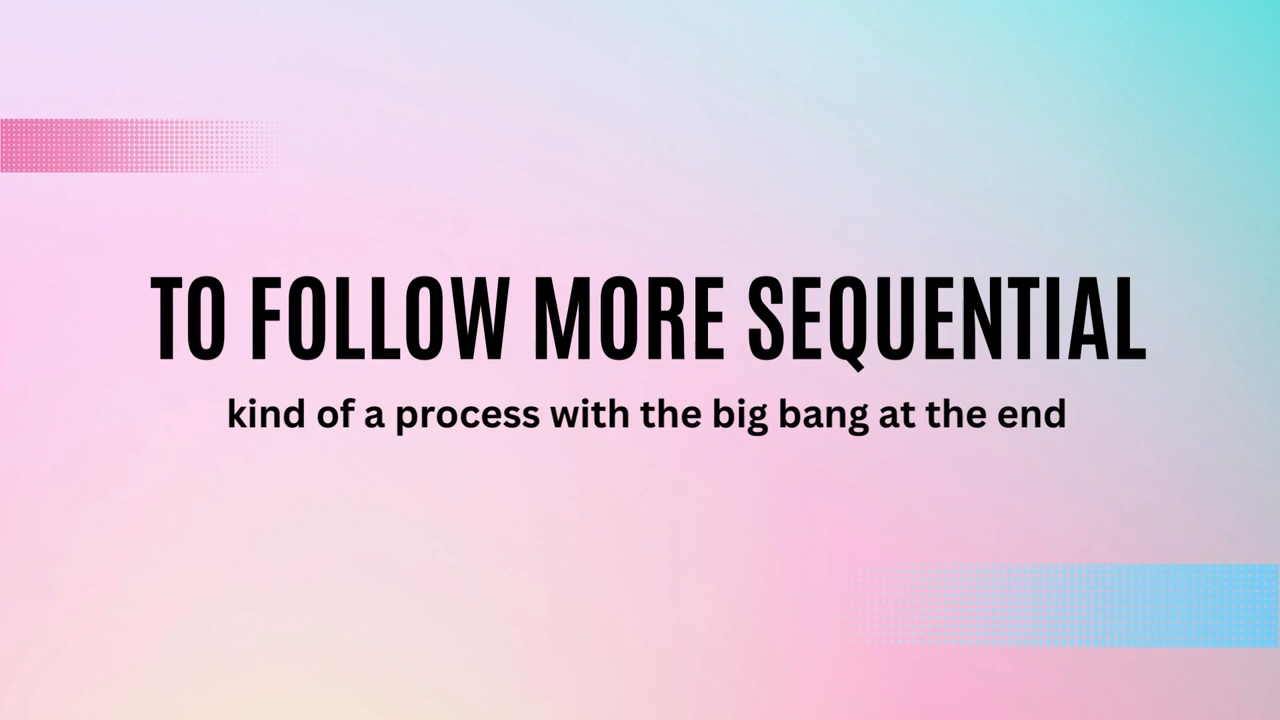 TO FOLLOW MORE SEQUENTIAL
kind of a process with the big bang at the end